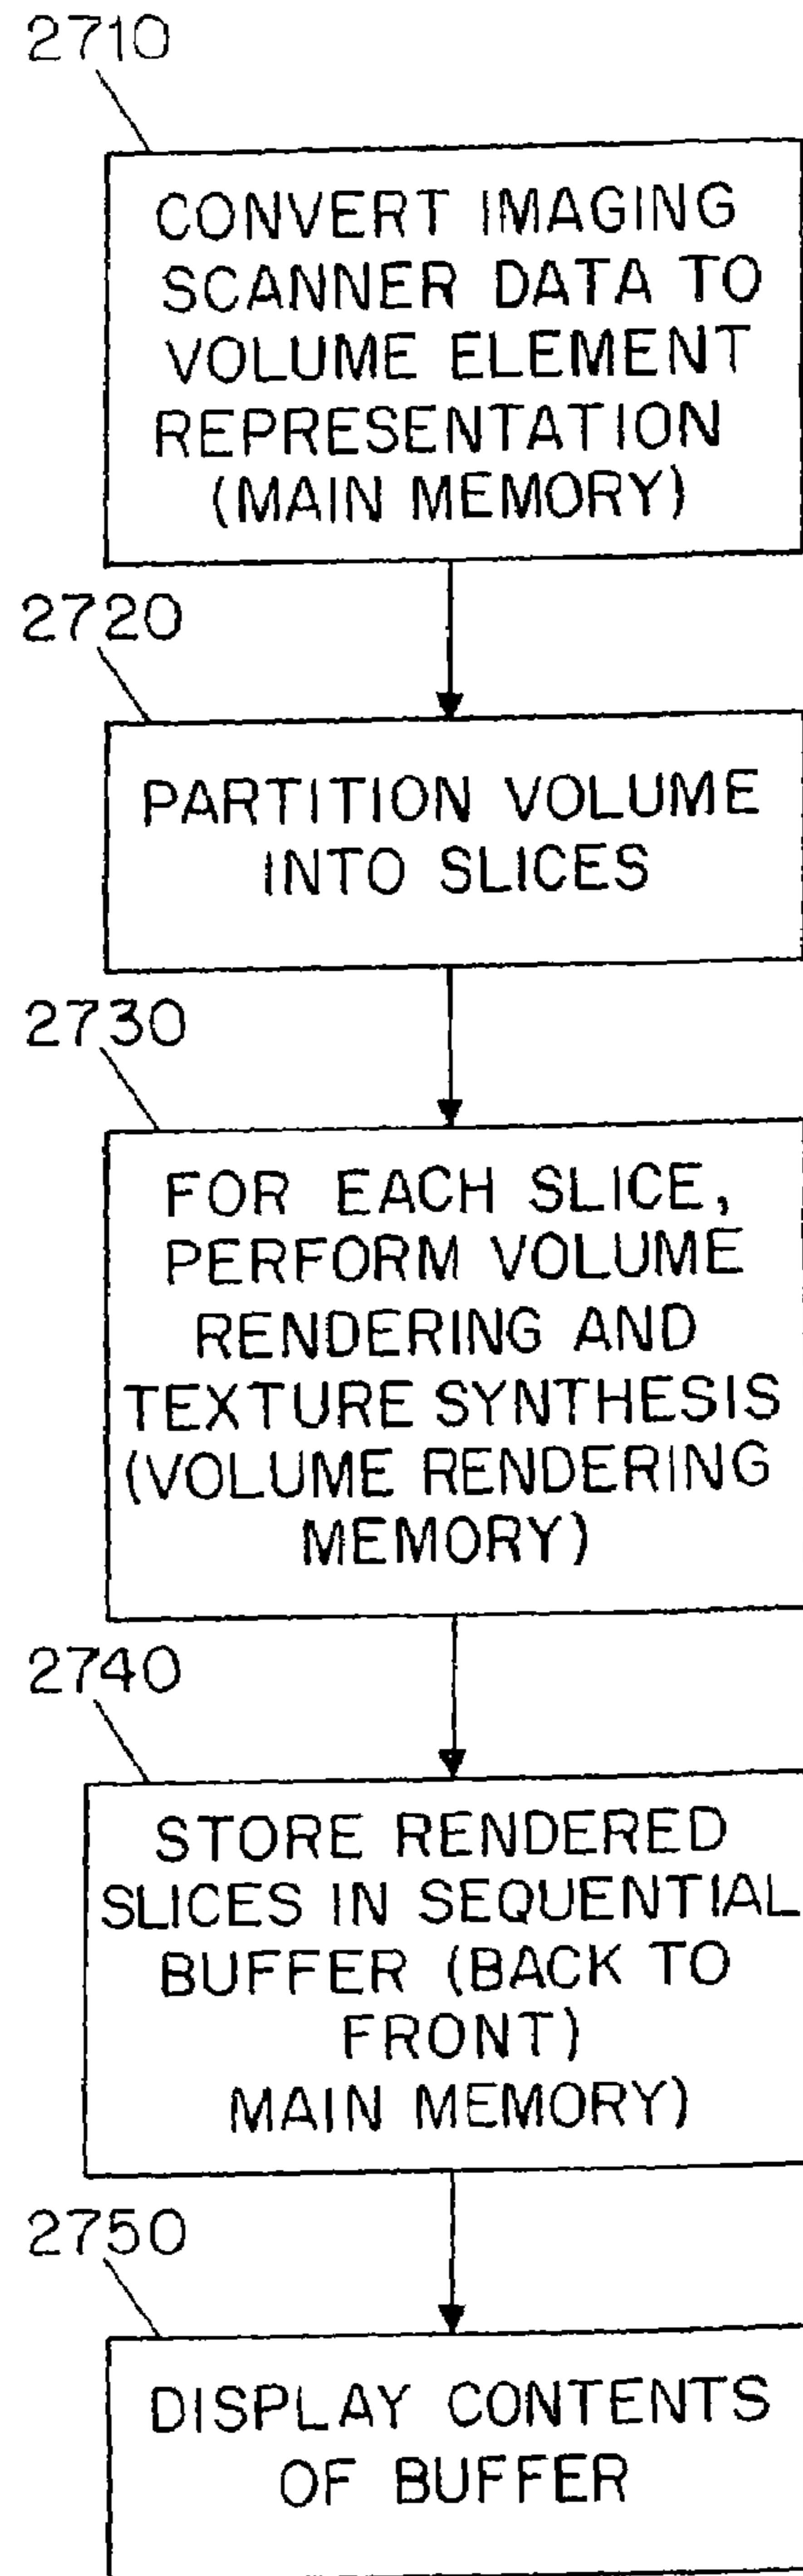 2710
CONVERT IMAGING
SCANNER DATA TO
VOLUME ELEMENT
REPRESENTATION
(MAIN MEMORY)
2720
PARTITION VOLUME
INTO SLICES
2730
FOR EACH SLICE,
PERFORM VOLUME
RENDERING AND
TEXTURE SYNTHESIS
(VOLUME RENDERING
MEMORY)
2740
STORE RENDERED
SLICES IN SEQUENTIAL
BUFFER (BACK TO
FRONT)
MAIN MEMORY)
2750
DISPLAY CONTENTS
OF BUFFER